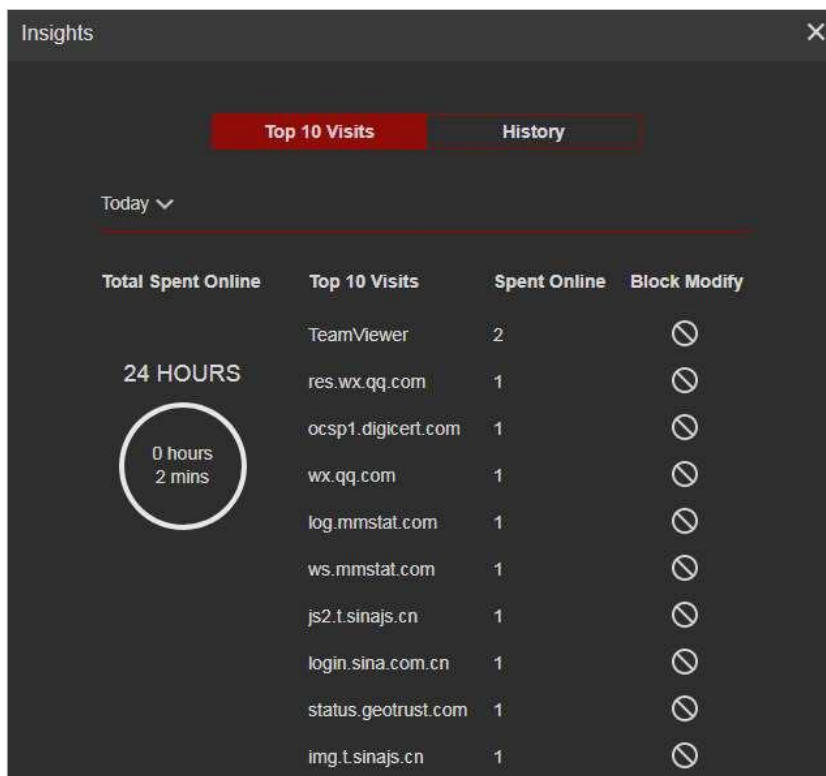 Insights
Top 10 Visits History
Today
Total Spent Online Top 10 Visits Spent Online Block Modify
TeamViewer 2
24 HOURS
res.wx.qq.com 1
ocsp1.digicert.com 1
0 hours
2 mins
wx.qq.com 1
log.mmstat.com 1
ws.mmstat.com 1
js2.t.sinajs.cn 1
login.sina.com.cn 1
status.geotrust.com 1
img.t.sinajs.cn 1